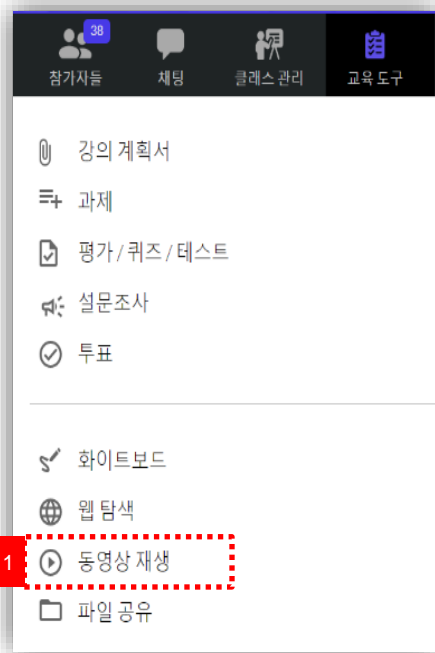 38
참가자들 채팅 클래스 관리 교육 도구
강의 계획서
과제
평가 / 퀴즈 / 테스트
설문조사
투표
화이트보드
웹 탐색
1 동영상 재생
파일 공유